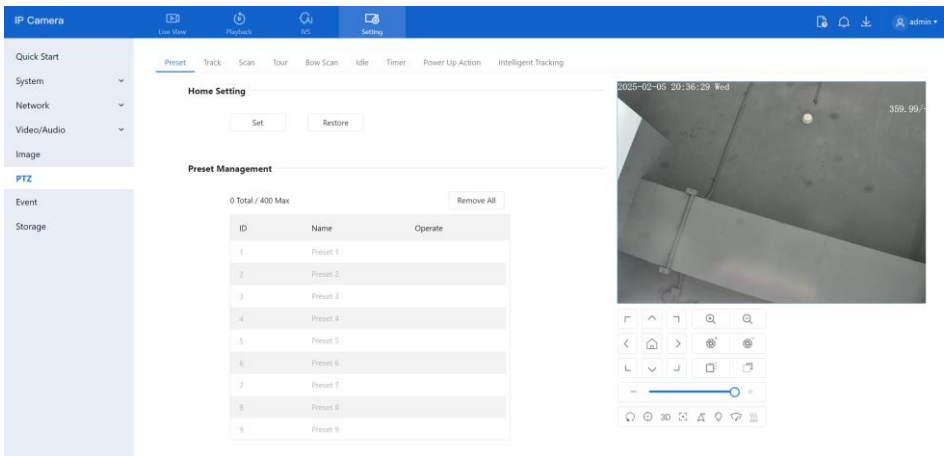 IP Camera
Live View
Playback
IVS
Setting
admin
Quick Start
System
Network
Video/Audio
Image
PTZ
Event
Storage
Preset Track Scan Tour Bow Scan Idle Timer Power Up Action Intelligent Tracking
Home Setting
Set Restore
Preset Management
0 Total / 400 Max Remove All
ID Name Operate
1 Preset 1
2 Preset 2
3 Preset 3
4 Preset 4
5 Preset 5
6 Preset 6
7 Preset 7
8 Preset 8
9 Preset 9
2025-02-05 20:36:29 Wed
359.99/-
3D